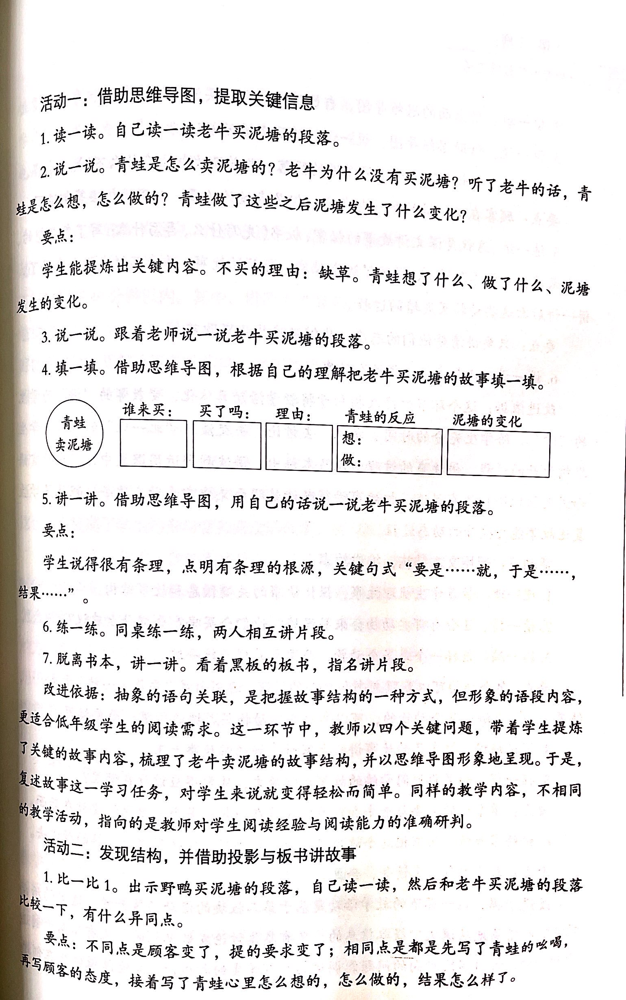 活动一：借助思维导图，提取关键信息
1. 读一读。自己读一读老牛买泥塘的段落。
2. 说一说。青蛙是怎么卖泥塘的？老牛为什么没有买泥塘？听了老牛的话，青
蛙是怎么想，怎么做的？青蛙做了这些之后泥塘发生了什么变化？
要点：
学生能提炼出关键内容。不买的理由：缺草。青蛙想了什么、做了什么、泥塘
发生的变化。
3. 说一说。跟着老师说一说老牛买泥塘的段落。
4. 填一填。借助思维导图，根据自己的理解把老牛买泥塘的故事填一填。
青蛙
卖泥塘
谁来买：
买了吗：
理由：
青蛙的反应
想：
做：
泥塘的变化
5. 讲一讲。借助思维导图，用自己的话说一说老牛买泥塘的段落。
要点：
学生说得很有条理，点明有条理的根源，关键句式“要是……就，于是……，
结果……”。
6. 练一练。同桌练一练，两人相互讲片段。
7. 脱离书本，讲一讲。看着黑板的板书，指名讲片段。
改进依据：抽象的语句关联，是把握故事结构的一种方式，但形象的语段内容，
更适合低年级学生的阅读需求。这一环节中，教师以四个关键问题，带着学生提炼
了关键的故事内容，梳理了老牛卖泥塘的故事结构，并以思维导图形象地呈现。于是，
复述故事这一学习任务，对学生来说就变得轻松而简单。同样的教学内容，不相同
的教学活动，指向的是教师对学生阅读经验与阅读能力的准确研判。
活动二：发现结构，并借助投影与板书讲故事
1. 比一比 1。出示野鸭买泥塘的段落，自己读一读，然后和老牛买泥塘的段落
比较一下，有什么异同点。
要点：不同点是顾客变了，提的要求变了；相同点是都是先写了青蛙的吆喝，
再写顾客的态度，接着写了青蛙心里怎么想的，怎么做的，结果怎么样了。